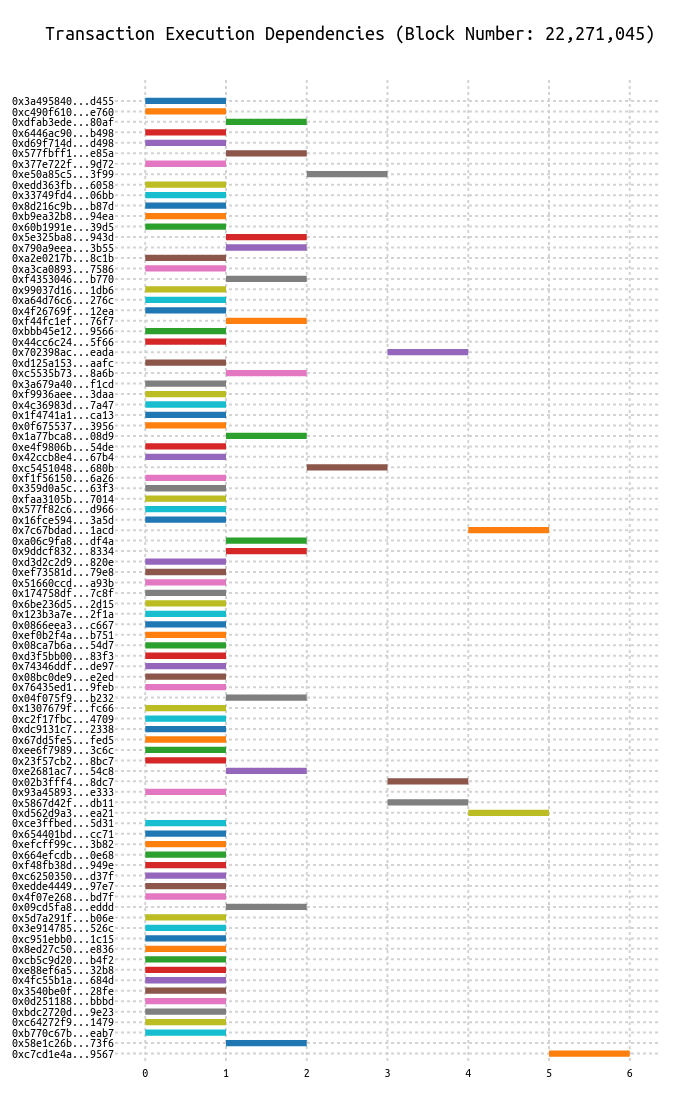 Transaction Execution Dependencies (Block Number: 22,271,045)
0x3a495840...d455
0xc490f610...e760
0xdfab3ede...80af
0x6446ac90...b498
0xd69f714d...d498
0x577fbff1...e85a
0x377e722f...9d72
0xe50a85c5...3f99
0xedd363fb...6058
0x33749fd4...06bb
0x8d216c9b...b87d
0xb9ea32b8...94ea
0x60b1991e...39d5
0x5e325ba8...943d
0x790a9eea...3b55
0xa2e0217b...8c1b
0xa3ca0893...7586
0xf4353046...b770
0x99037d16...1db6
0xa64d76c6...276c
0x4f26769f...12ea
0xf44fc1ef...76f7
0xbbb45e12...9566
0x44cc6c24...5f66
0x702398ac...eada
0xd125a153...aafc
0xc5535b73...8a6b
0x3a679a40...f1cd
0xf9936aee...3daa
0x4c36983d...7a47
0x1f4741a1...ca13
0x0f675537...3956
0x1a77bca8...08d9
0xe4f9806b...54de
0x42ccb8e4...67b4
0xc5451048...680b
0xf1f56150...6a26
0x359d0a5c...63f3
0xfaa3105b...7014
0x577f82c6...d966
0x16fce594...3a5d
0x7c67bdad...1acd
0xa06c9fa8...df4a
0x9ddcf832...8334
0xd3d2c2d9...820e
0xef73581d...79e8
0x51660ccd...a93b
0x174758df...7c8f
0x6be236d5...2d15
0x123b3a7e...2f1a
0x0866eea3...c667
0xef0b2f4a...b751
0x08ca7b6a...54d7
0xd3f5bb00...83f3
0x74346ddf...de97
0x08bc0de9...e2ed
0x76435ed1...9feb
0x04f075f9...b232
0x1307679f...fc66
0xc2f17fbc...4709
0xdc9131c7...2338
0x67dd5fe5...fed5
0xee6f7989...3c6c
0x23f57cb2...8bc7
0xe2681ac7...54c8
0x02b3fff4...8dc7
0x93a45893...e333
0x5867d42f...db11
0xd562d9a3...ea21
0xce3ffbed...5d31
0x654401bd...cc71
0xefcff99c...3b82
0x664efcdb...0e68
0xf48fb38d...949e
0xc6250350...d37f
0xedde4449...97e7
0x4f07e268...bd7f
0x09cd5fa8...eddd
0x5d7a291f...b06e
0x3e914785...526c
0xc951ebb0...1c15
0x8ed27c50...e836
0xcb5c9d20...b4f2
0xe88ef6a5...32b8
0x4fc55b1a...684d
0x3540be0f...28fe
0x0d251188...bbbd
0xbdc2720d...9e23
0xc64272f9...1479
0xb770c67b...eab7
0x58e1c26b...73f6
0xc7cd1e4a...9567
0 1 2 3 4 5 6